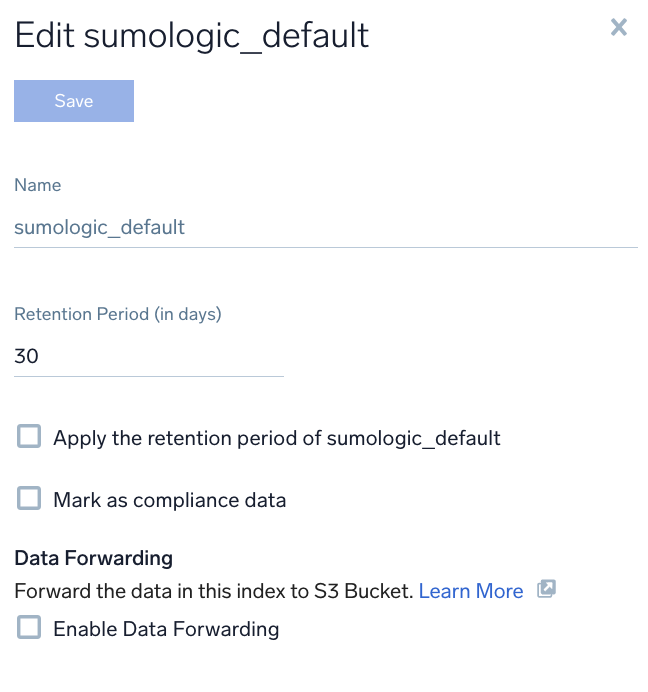 Edit sumologic_default
Save
Name
sumologic_default
Retention Period (in days)
30
Apply the retention period of sumologic_default
Mark as compliance data
Data Forwarding
Forward the data in this index to S3 Bucket. Learn More
Enable Data Forwarding